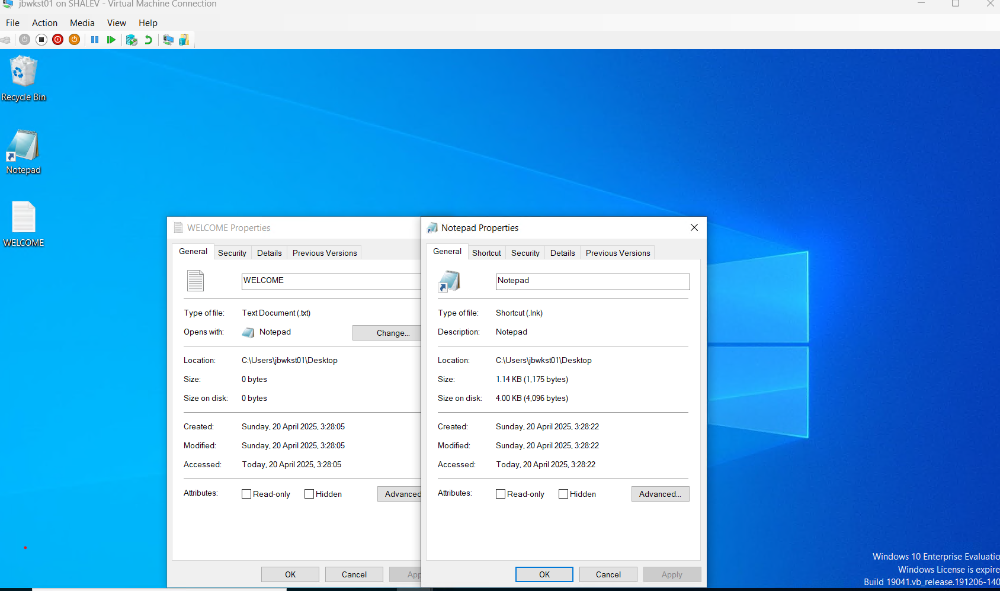 jbwkst01 on SHALEV - Virtual Machine Connection
File Action Media View Help
Recycle Bin
Notepad
WELCOME
WELCOME Properties
General Security Details Previous Versions
WELCOME
Type of file: Text Document (.txt)
Opens with: Notepad Change...
Location: C:\Users\jbwkst01\Desktop
Size: 0 bytes
Size on disk: 0 bytes
Created: Sunday, 20 April 2025, 3:28:05
Modified: Sunday, 20 April 2025, 3:28:05
Accessed: Today, 20 April 2025, 3:28:05
Attributes: Read-only Hidden Advanced
OK Cancel App
Notepad Properties
General Shortcut Security Details Previous Versions
Notepad
Type of file: Shortcut (.lnk)
Description: Notepad
Location: C:\Users\jbwkst01\Desktop
Size: 1.14 KB (1,175 bytes)
Size on disk: 4.00 KB (4,096 bytes)
Created: Sunday, 20 April 2025, 3:28:22
Modified: Sunday, 20 April 2025, 3:28:22
Accessed: Today, 20 April 2025, 3:28:22
Attributes: Read-only Hidden Advanced...
OK Cancel Apply
Windows 10 Enterprise Evaluatio
Windows License is expire
Build 19041.vb_release.191206-140